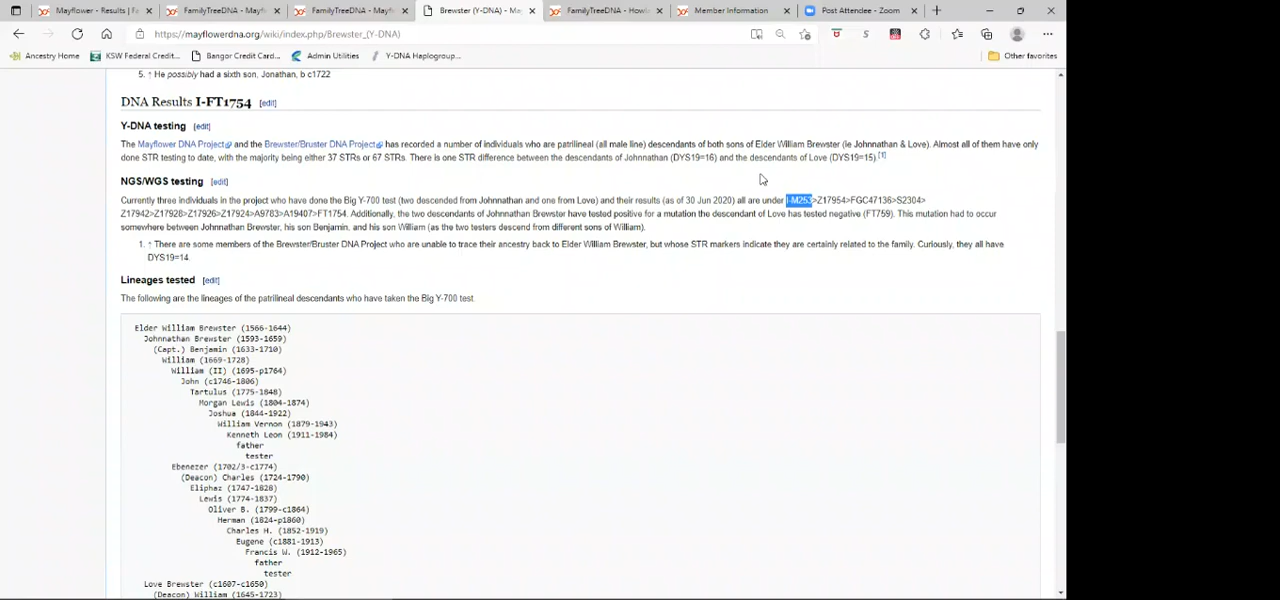 Mayflower - Results | F
FamilyTreeDNA - Mayfl
FamilyTreeDNA - Mayfl
Brewster (Y-DNA) - Ma
FamilyTreeDNA - Howl
Member Information
Post Attendee - Zoom
https://mayflowerdna.org/wiki/index.php/Brewster_(Y-DNA)
Ancestry Home
KSW Federal Credit...
Bangor Credit Comp...
Admin Utilities
Y-DNA Haplogroup...
Other favorites
5. ↑ He possibly had a sixth son, Jonathan, b c1722
DNA Results I-FT1754 [edit]
Y-DNA testing [edit]
The Mayflower DNA Project and the Brewster/Bruster DNA Project has recorded a number of individuals who are patrilineal (all male line) descendants of both sons of Elder William Brewster (ie Johnnathan & Love). Almost all of them have only
done STR testing to date, with the majority being either 37 STRs or 67 STRs. There is one STR difference between the descendants of Johnathan (DYS19=16) and the descendants of Love (DYS19=15).[1]
NGS/WGS testing [edit]
Currently three individuals in the project who have done the Big Y-700 test (two descended from Johnnathan and one from Love) and their results (as of 30 Jun 2020) all are under I-M253>Z17954>FGC47136>S2304>
Z17942>Z17928>Z17926>Z17924>A9783>A19407>FT1754. Additionally, the two descendants of Johnnathan Brewster have tested positive for a mutation the descendant of Love has tested negative (FT759). This mutation had to occur
somewhere between Johnnathan Brewster, his son Benjamin, and his son William (as the two testers descend from different sons of William).
1. ↑ There are some members of the Brewster/Bruster DNA Project who are unable to trace their ancestry back to Elder William Brewster, but whose STR markers indicate they are certainly related to the family. Curiously, they all have
DYS19=14.
Lineages tested [edit]
The following are the lineages of the patrilineal descendants who have taken the Big Y-700 test
Elder William Brewster (1566-1644)
Johnnathan Brewster (1593-1659)
(Capt.) Benjamin (1633-1710)
William (1669-1728)
William (II) (1695-p1764)
John (c1746-1806)
Tartulus (1775-1848)
Morgan Lewis (1804-1874)
Joshua (1844-1922)
William Vernon (1879-1943)
Kenneth Leon (1911-1984)
father
tester
Ebenezer (1702/3-c1774)
(Deacon) Charles (1724-1790)
Eliphaz (1747-1828)
Lewis (1774-1837)
Oliver B. (1799-c1864)
Herman (1824-p1860)
Charles H. (1852-1919)
Eugene (c1881-1913)
Francis W. (1912-1965)
father
tester
Love Brewster (c1607-c1650)
(Deacon) William (1645-1723)